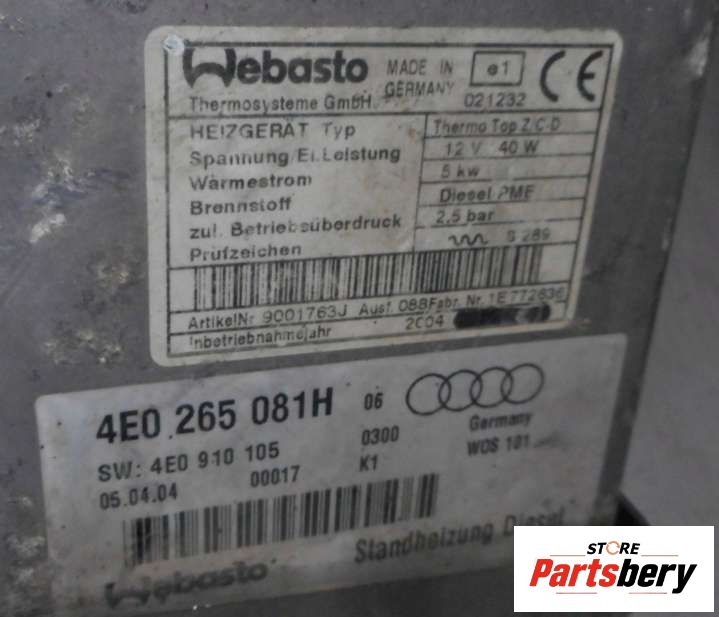 Webasto MADE IN GERMANY e1 CE
Thermosysteme GmbH 021232
HEIZGERÄT Typ Thermo Top Z/C-D
Spannung/El.Leistung 12 V 40 W
Wärmestrom 5 kw
Brennstoff Diesel PME
zul. Betriebsüberdruck 2,5 bar
Prüfzeichen S 289
ArtikelNr 9001763J Ausf. 08B Fabr. Nr. 1E772636
Inbetriebnahmejahr 2004
4E0 265 081H 06
SW: 4E0 910 105 0300 Germany
05.04.04 00017 K1 WOS 101
Standheizung Diesel
Webasto
STORE
Partsbery